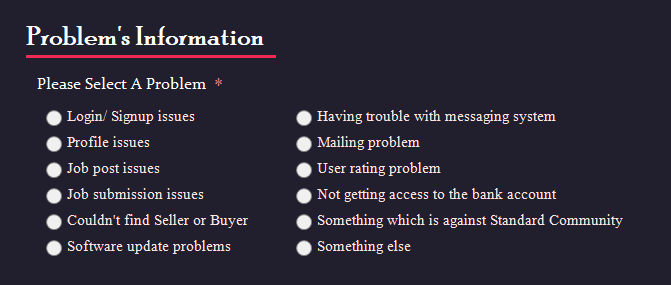 Problem's Information
Please Select A Problem *
Login/ Signup issues
Profile issues
Job post issues
Job submission issues
Couldn't find Seller or Buyer
Software update problems
Having trouble with messaging system
Mailing problem
User rating problem
Not getting access to the bank account
Something which is against Standard Community
Something else